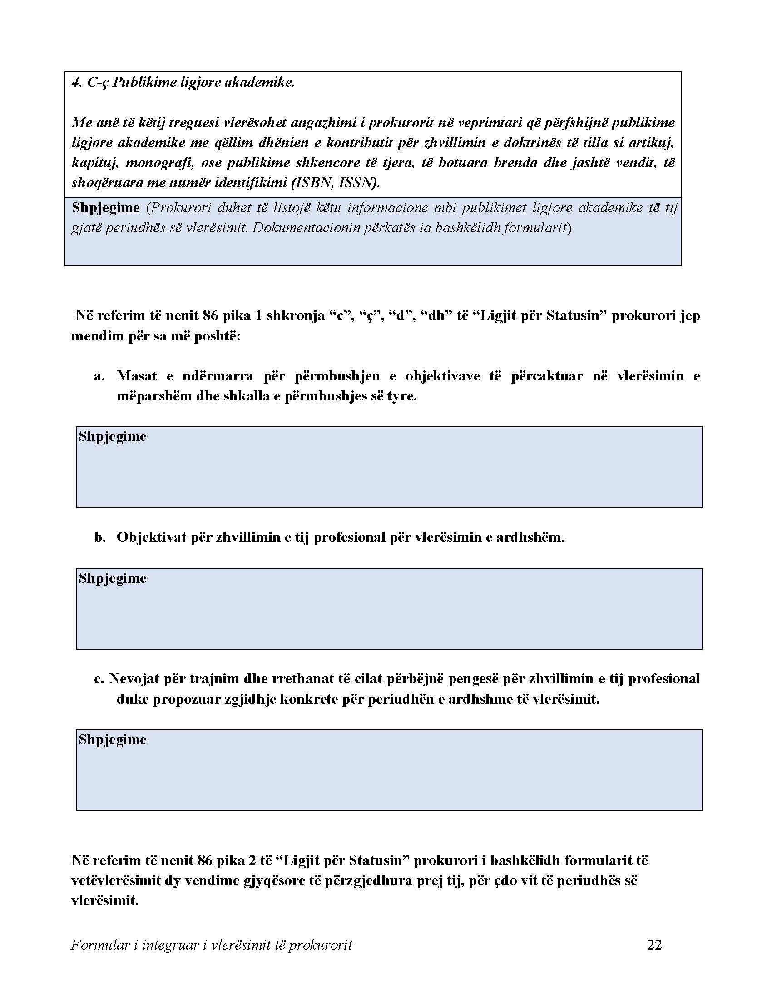 4. C-ç Publikime ligjore akademike.
Me anë të këtij treguesi vlerësohet angazhimi i prokurorit në veprimtari që përfshijnë publikime
ligjore akademike me qëllim dhënien e kontributit për zhvillimin e doktrinës të tilla si artikuj,
kapituj, monografi, ose publikime shkencore të tjera, të botuara brenda dhe jashtë vendit, të
shoqëruara me numër identifikimi (ISBN, ISSN).
Shpjegime (Prokurori duhet të listojë këtu informacione mbi publikimet ligjore akademike të tij
gjatë periudhës së vlerësimit. Dokumentacionin përkatës ia bashkëlidh formularit)
Në referim të nenit 86 pika 1 shkronja “c”, “ç”, “d”, “dh” të “Ligjit për Statusin” prokurori jep
mendim për sa më poshtë:
a. Masat e ndërmarra për përmbushjen e objektivave të përcaktuar në vlerësimin e
mëparshëm dhe shkalla e përmbushjes së tyre.
Shpjegime
b. Objektivat për zhvillimin e tij profesional për vlerësimin e ardhshëm.
Shpjegime
c. Nevojat për trajnim dhe rrethanat të cilat përbëjnë pengesë për zhvillimin e tij profesional
duke propozuar zgjidhje konkrete për periudhën e ardhshme të vlerësimit.
Shpjegime
Në referim të nenit 86 pika 2 të “Ligjit për Statusin” prokurori i bashkëlidh formularit të
vetëvlerësimit dy vendime gjyqësore të përzgjedhura prej tij, për çdo vit të periudhës së
vlerësimit.
Formular i integruar i vlerësimit të prokurorit 22